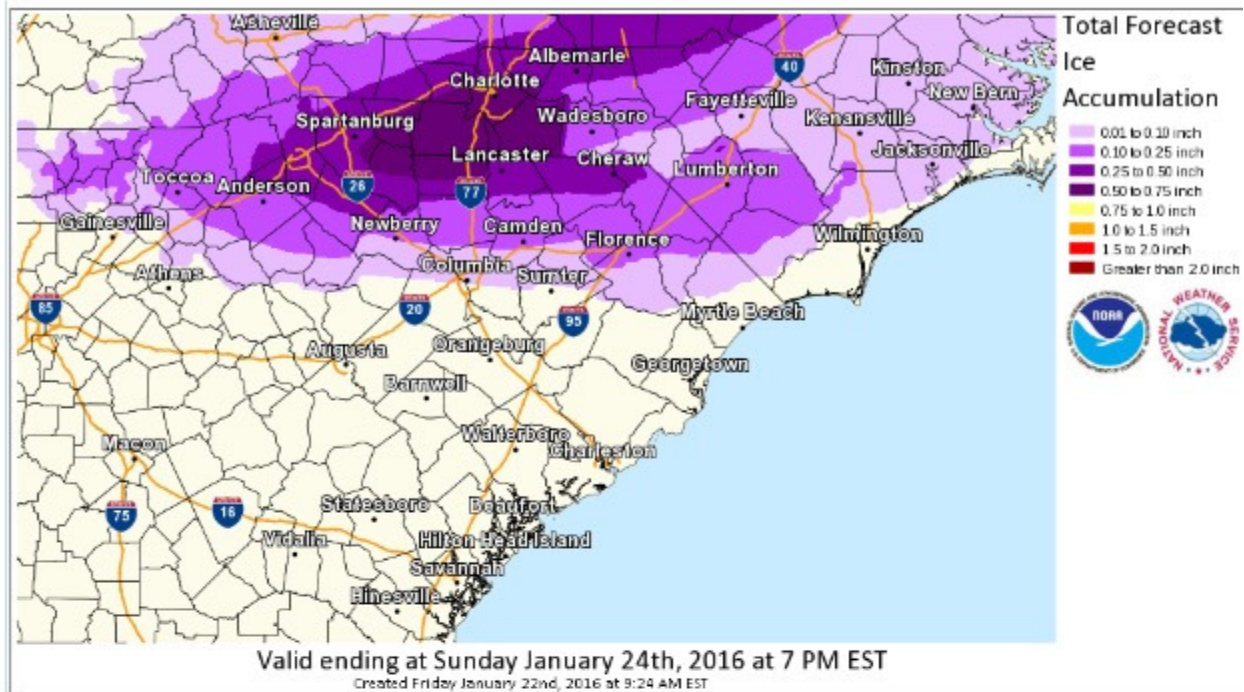 Total Forecast
Ice
Accumulation
0.01 to 0.10 inch
0.10 to 0.25 inch
0.25 to 0.50 inch
0.50 to 0.75 inch
0.75 to 1.0 inch
1.0 to 1.5 inch
1.5 to 2.0 inch
Greater than 2.0 inch
NOAA
NATIONAL WEATHER SERVICE
Asheville
Albemarle
40
Charlotte
Kinston
Fayetteville
New Bern
Spartanburg
Wadesboro
Kenansville
Lancaster
Cheraw
Jacksonville
Toccoa
Anderson
26
77
Lumberton
Gainesville
Newberry
Camden
Florence
Wilmington
Athens
Columbia
Sumter
85
20
95
Myrtle Beach
Augusta
Orangeburg
Georgetown
Barnwell
Macon
Walterboro
Charleston
75
16
Statesboro
Beaufort
Vidalia
Hilton Head Island
Savannah
Hinesville
Valid ending at Sunday January 24th, 2016 at 7 PM EST
Created Friday January 22nd, 2016 at 9:24 AM EST